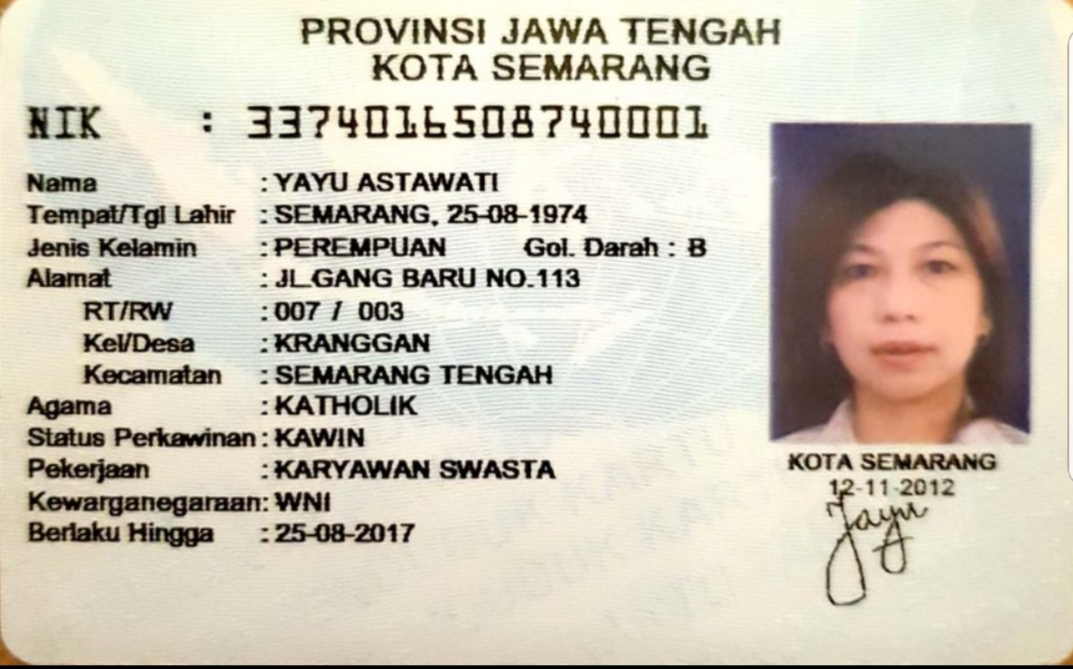 PROVINSI JAWA TENGAH
KOTA SEMARANG
NIK : 3374016508740001
Nama : YAYU ASTAWATI
Tempat/Tgl Lahir : SEMARANG, 25-08-1974
Jenis Kelamin : PEREMPUAN Gol. Darah : B
Alamat : JL.GANG BARU NO.113
RT/RW : 007 / 003
Kel/Desa : KRANGGAN
Kecamatan : SEMARANG TENGAH
Agama : KATHOLIK
Status Perkawinan : KAWIN
Pekerjaan : KARYAWAN SWASTA
Kewarganegaraan: WNI
Berlaku Hingga : 25-08-2017
KOTA SEMARANG
12-11-2012
Yayu